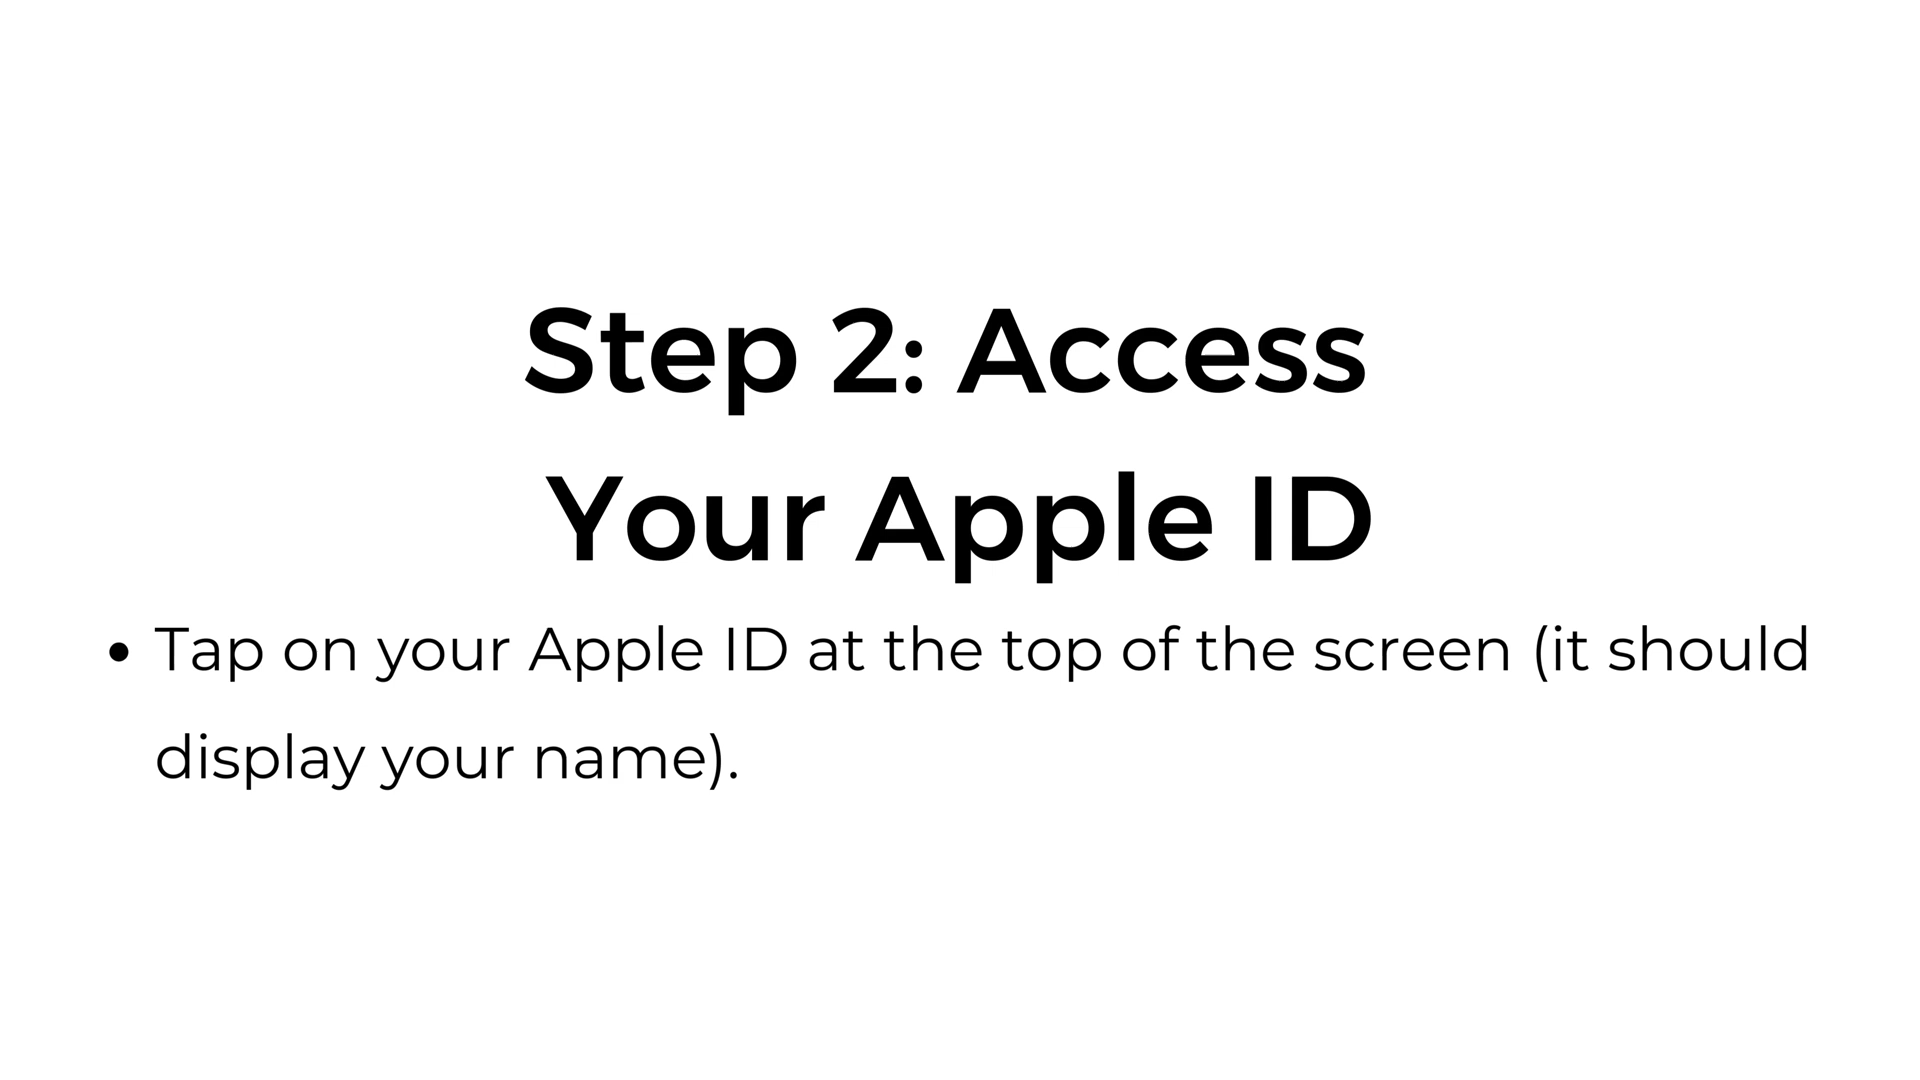 Step 2: Access
Your Apple ID
• Tap on your Apple ID at the top of the screen (it should
display your name).